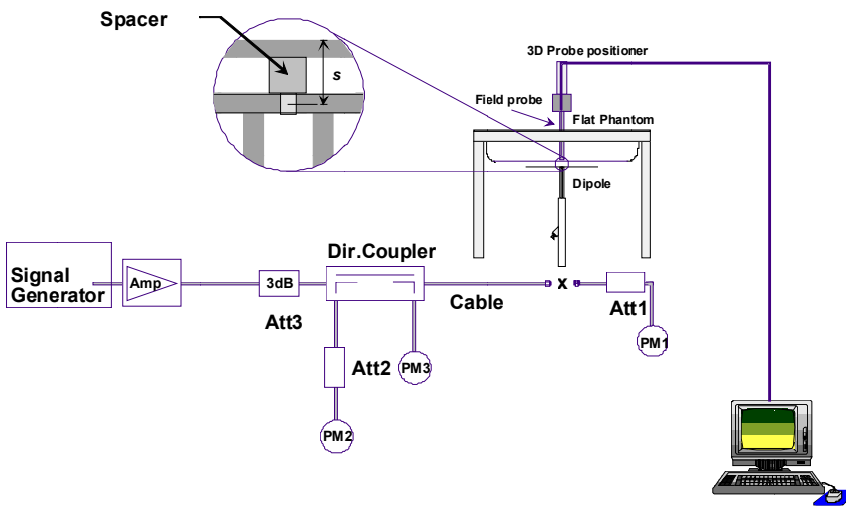 Spacer
s
3D Probe positioner
Field probe
Flat Phantom
Dipole
Signal
Generator
Amp
3dB
Att3
Dir.Coupler
Cable
x
Att1
PM1
Att2
PM3
PM2